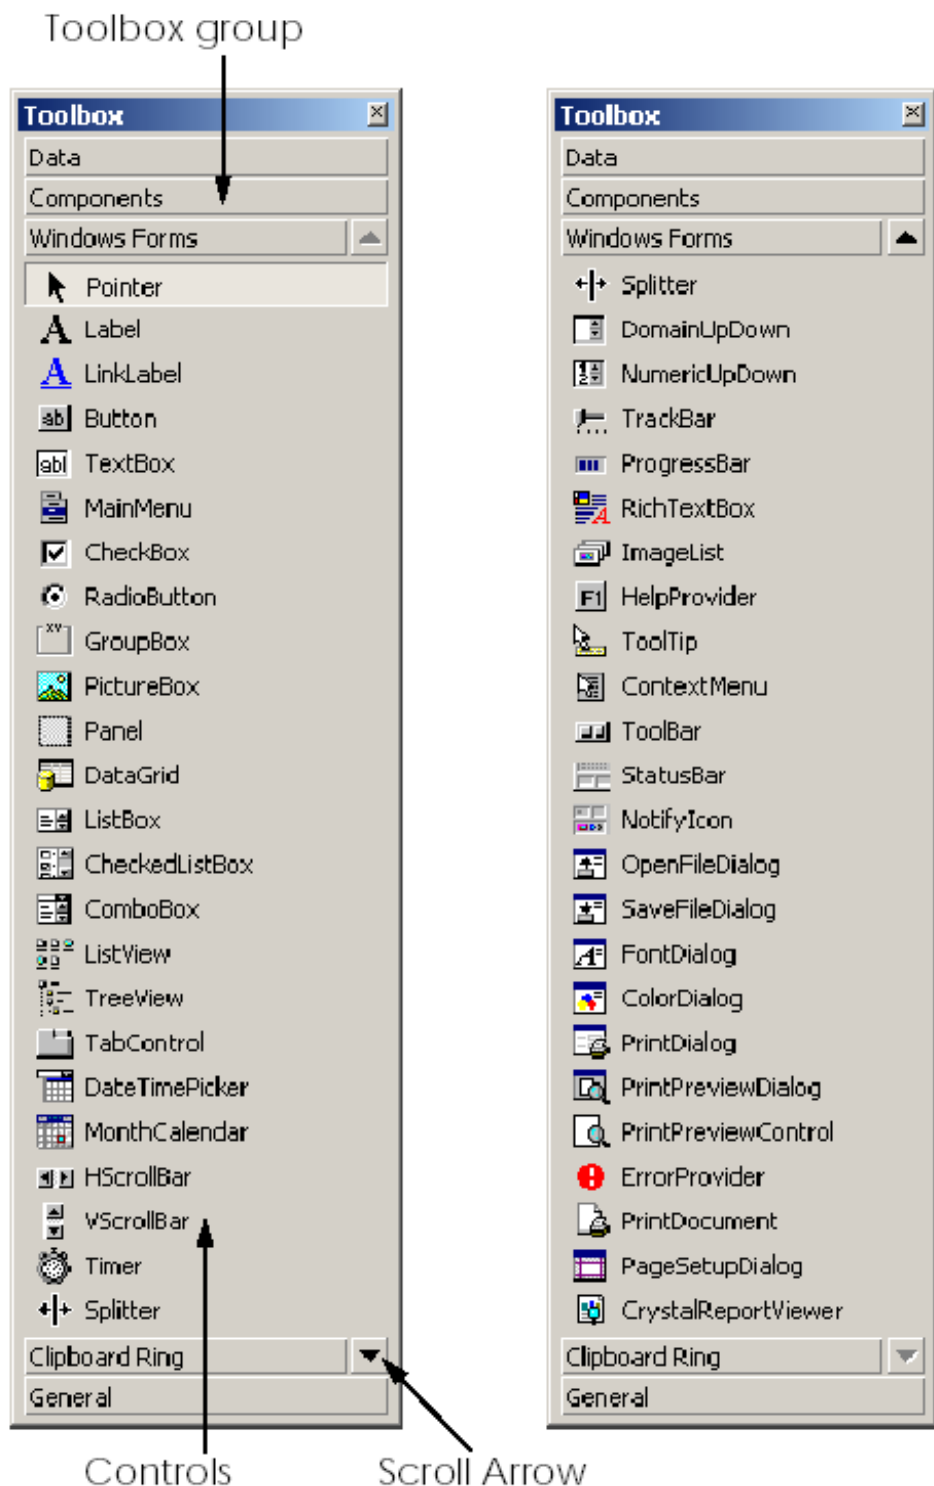 Toolbox group
Toolbox
Data
Components
Windows Forms
Pointer
Label
LinkLabel
Button
TextBox
MainMenu
CheckBox
RadioButton
GroupBox
PictureBox
Panel
DataGrid
ListBox
CheckedListBox
ComboBox
ListView
TreeView
TabControl
DateTimePicker
MonthCalendar
HScrollBar
VScrollBar
Timer
Splitter
Clipboard Ring
General
Toolbox
Data
Components
Windows Forms
Splitter
DomainUpDown
NumericUpDown
TrackBar
ProgressBar
RichTextBox
ImageList
HelpProvider
ToolTip
ContextMenu
ToolBar
StatusBar
NotifyIcon
OpenFileDialog
SaveFileDialog
FontDialog
ColorDialog
PrintDialog
PrintPreviewDialog
PrintPreviewControl
ErrorProvider
PrintDocument
PageSetupDialog
CrystalReportViewer
Clipboard Ring
General
Controls
Scroll Arrow